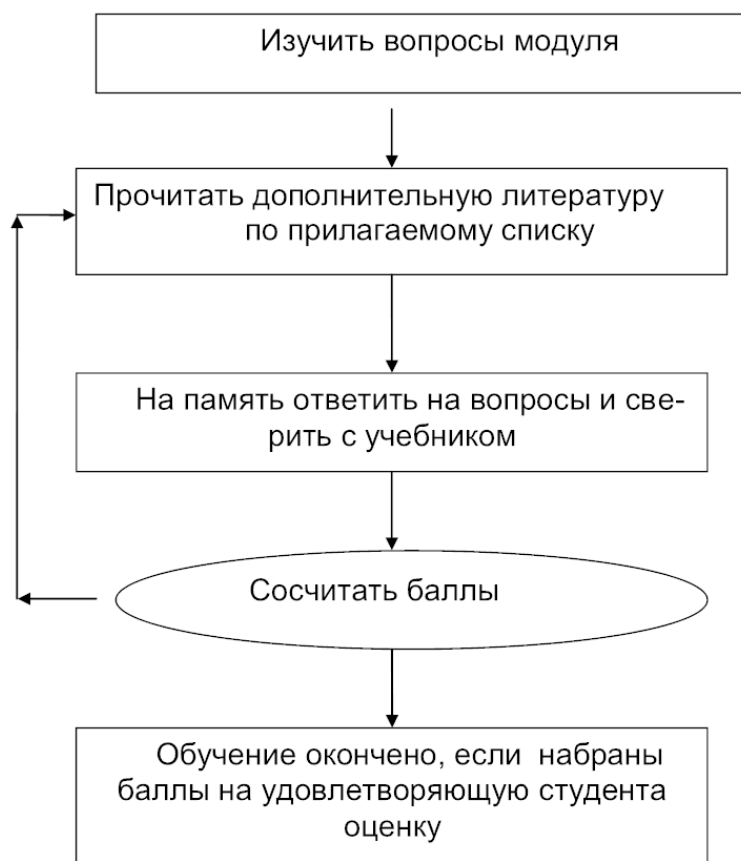 Изучить вопросы модуля
Прочитать дополнительную литературу
по прилагаемому списку
На память ответить на вопросы и све-
рить с учебником
Сосчитать баллы
Обучение окончено, если набраны
баллы на удовлетворяющую студента
оценку